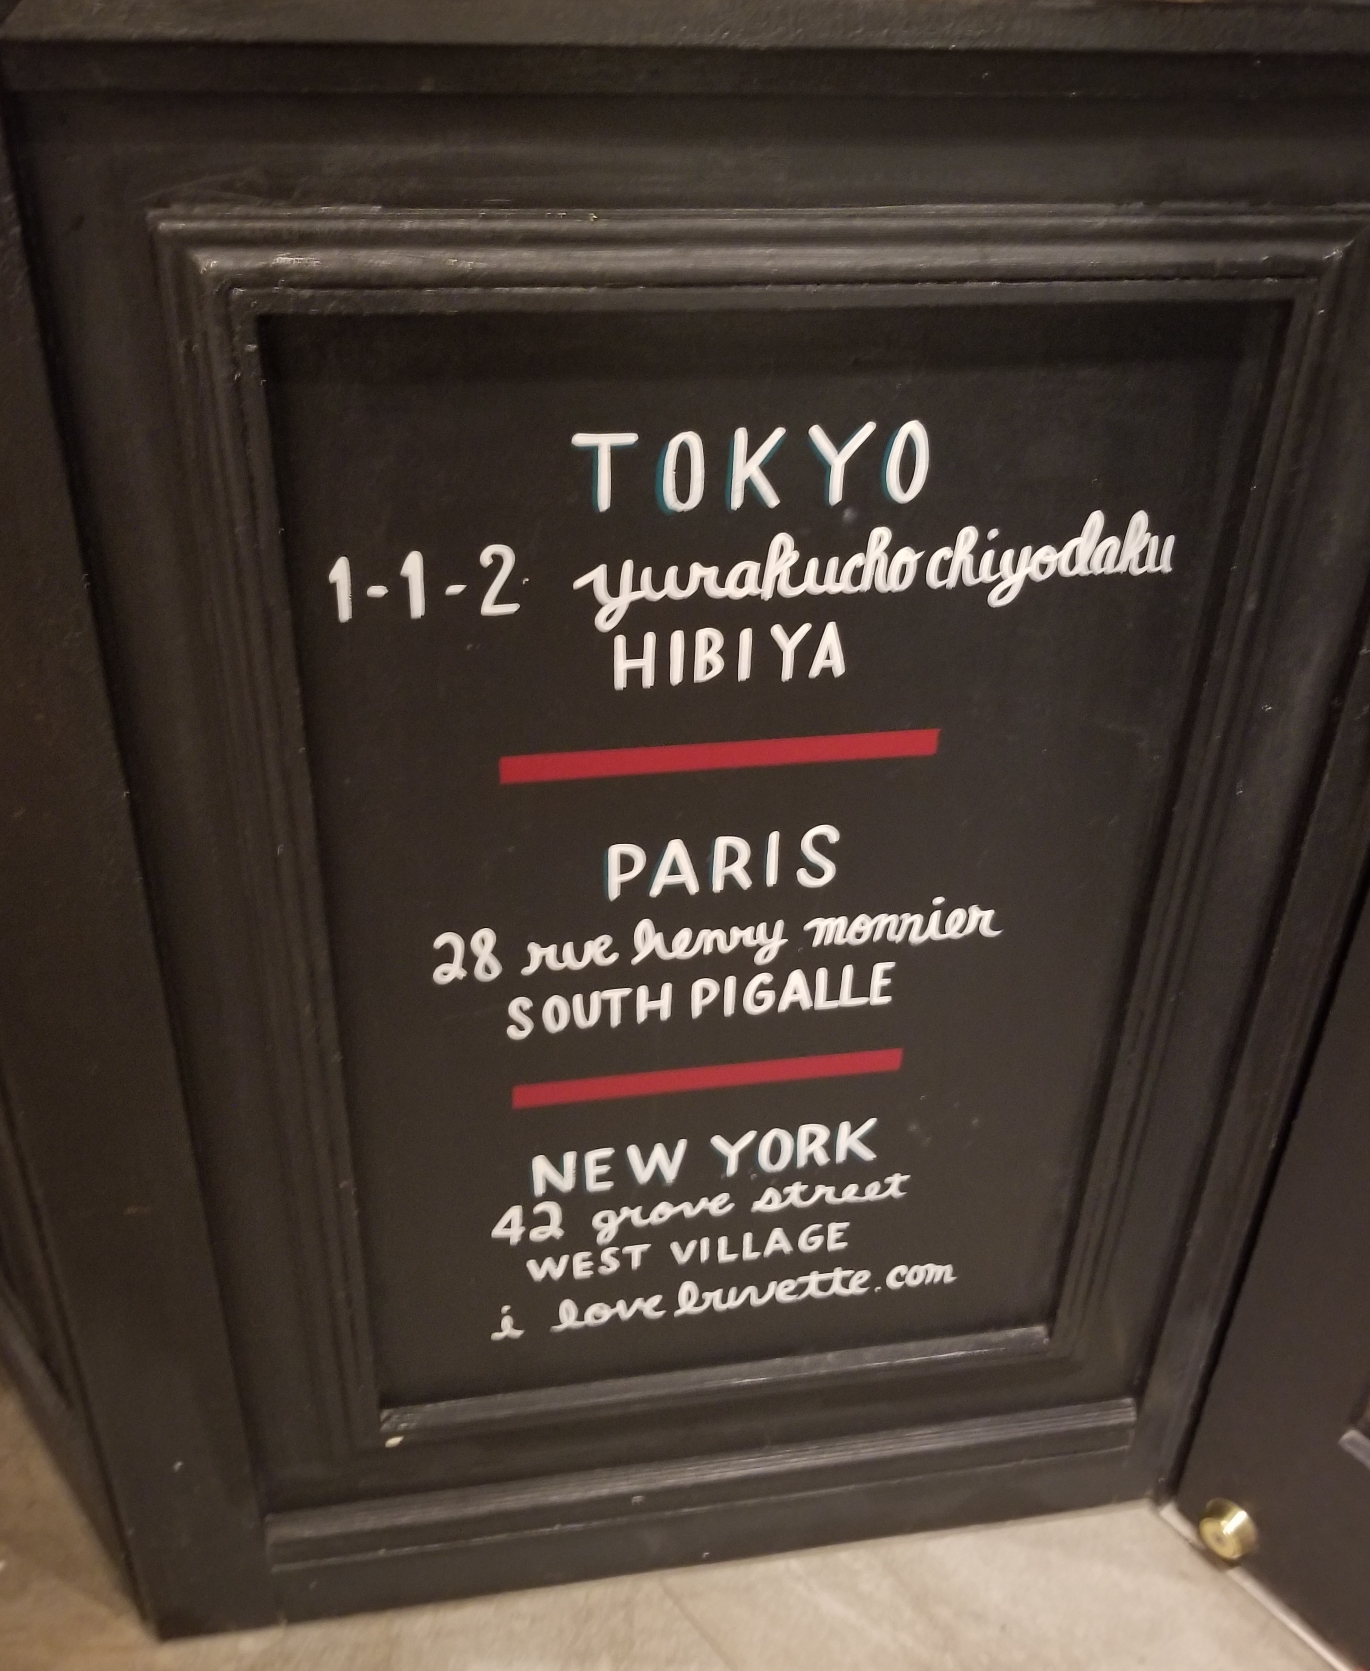 TOKYO
1-1-2 yurakucho chiyodaku
HIBIYA
PARIS
28 rue henry monnier
SOUTH PIGALLE
NEW YORK
42 grove street
WEST VILLAGE
i love buvette.com